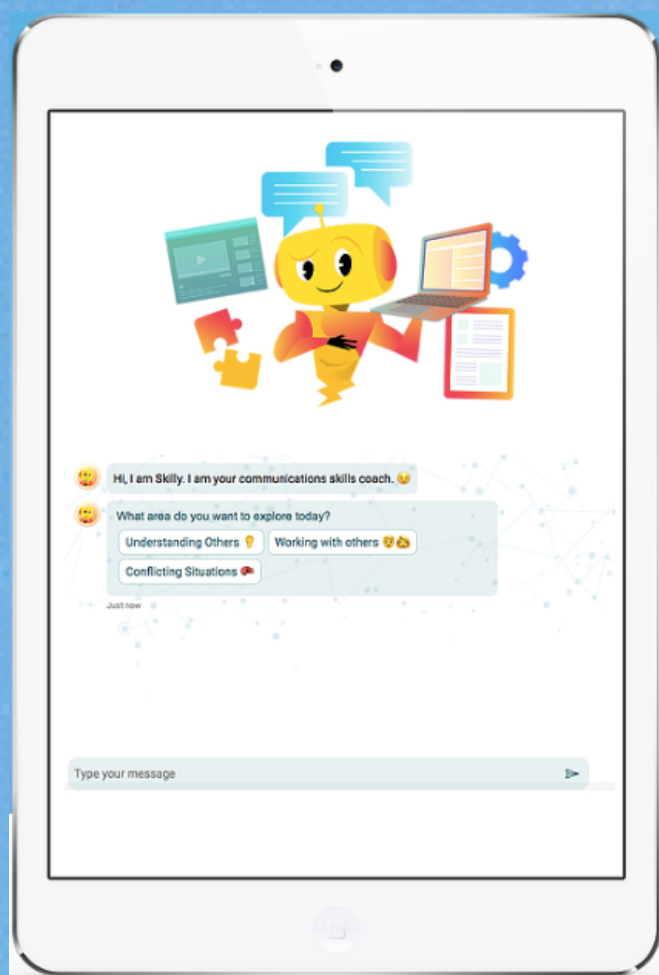 Hi, I am Skilly. I am your communications skills coach. 😉
What area do you want to explore today?
Understanding Others 👂
Working with others
Conflicting Situations 🥊
Just now
Type your message